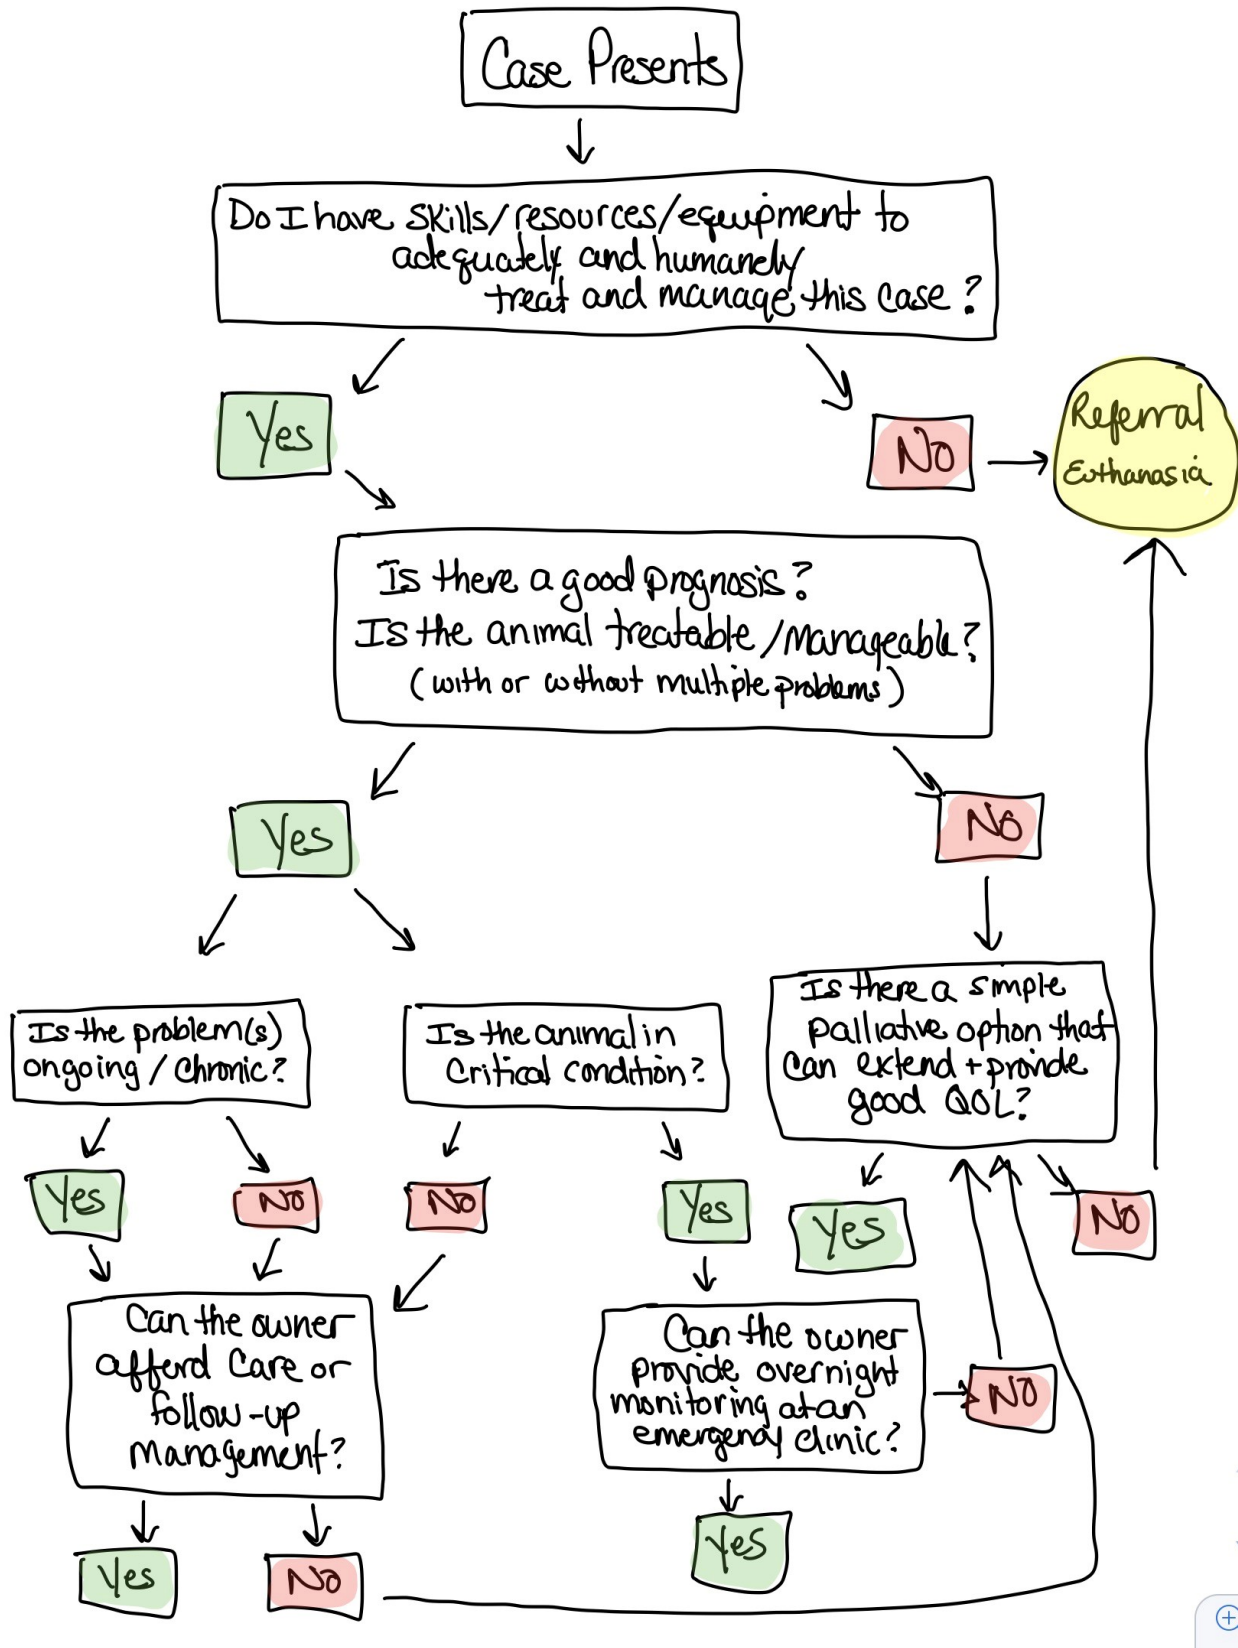 Case Presents
Do I have skills/resources/equipment to
adequately and humanely
treat and manage this case?
Yes
No
Referral
Euthanasia
Is there a good prognosis?
Is the animal treatable/manageable?
(with or without multiple problems)
Yes
No
Is the problem(s)
ongoing / chronic?
Is the animal in
Critical condition?
Is there a simple
palliative option that
can extend + provide
good QOL?
Yes
No
No
Yes
Yes
No
Can the owner
afford care or
follow-up
management?
Can the owner
provide overnight
monitoring at an
emergency clinic?
No
Yes
No
Yes